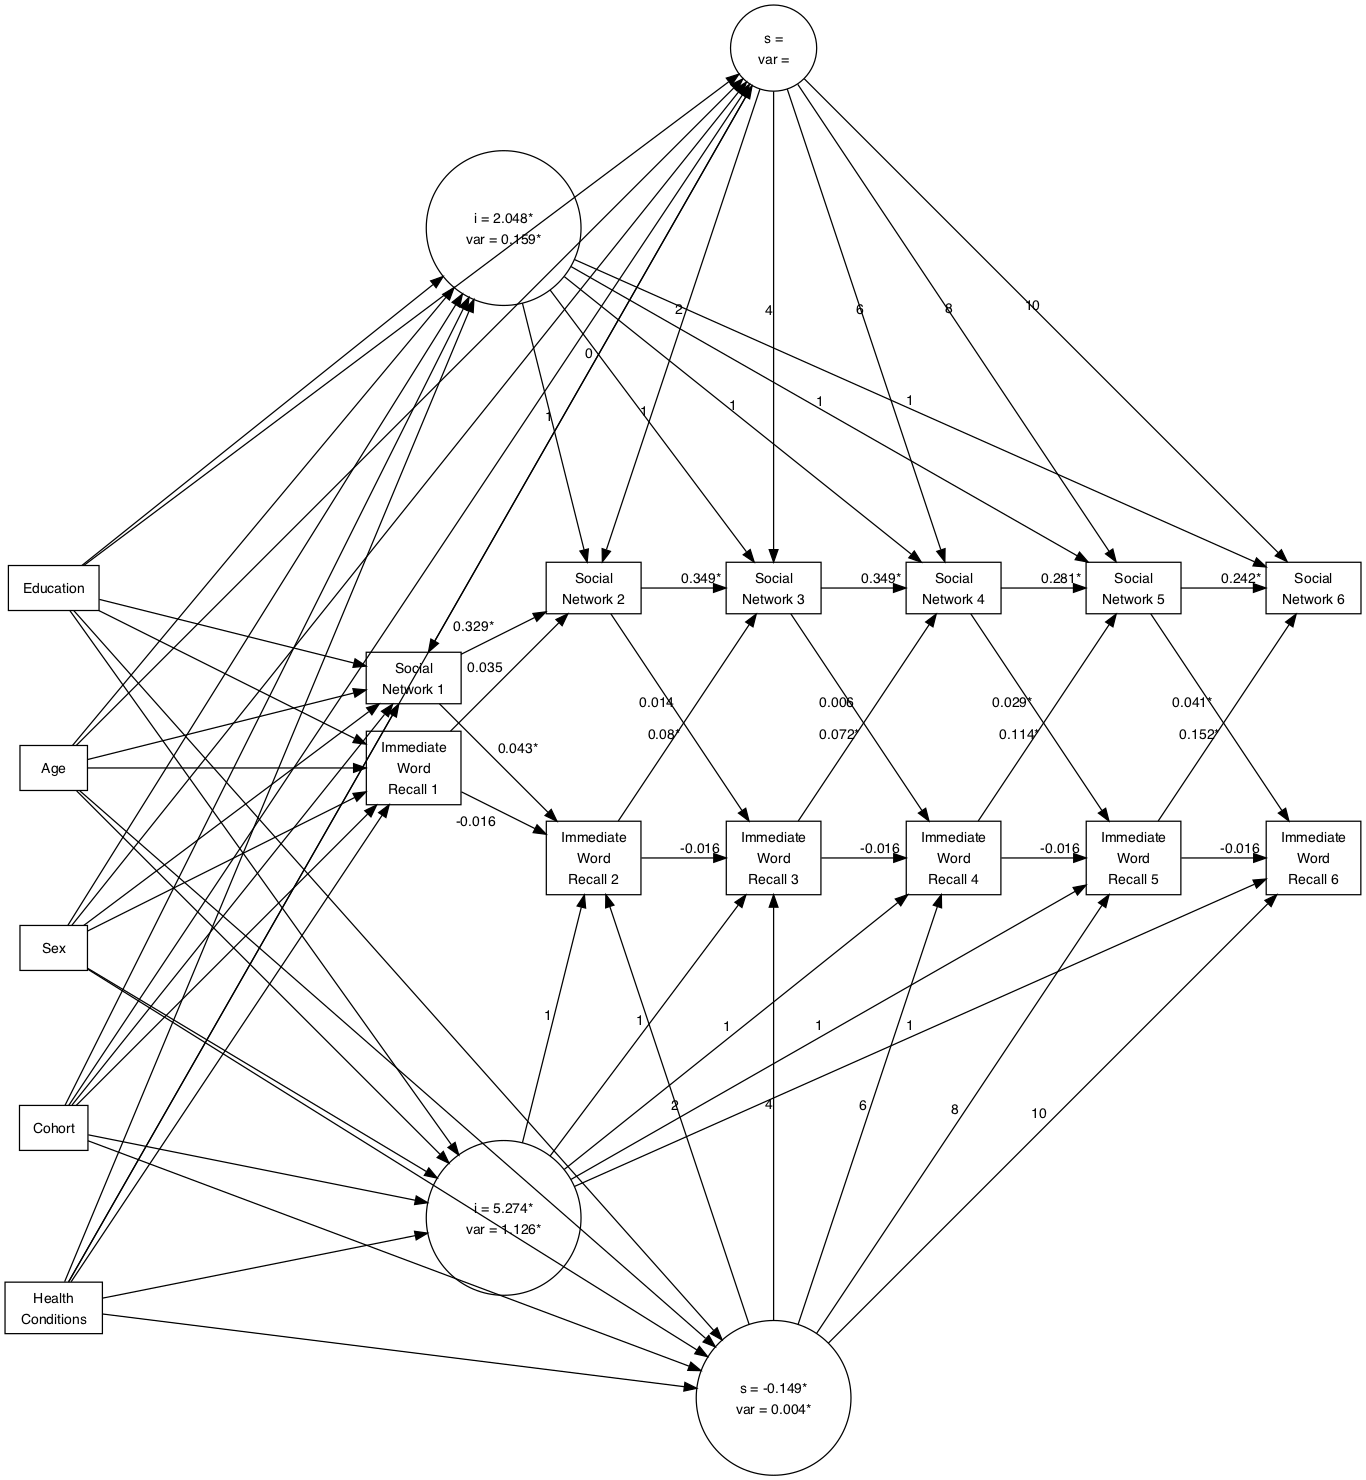 s =
var =
i = 2.048*
var = 0.159*
2
4
6
8
10
0
1
1
1
1
1
Education
Social
Network 2
0.349*
Social
Network 3
0.349*
Social
Network 4
0.281*
Social
Network 5
0.242*
Social
Network 6
0.329*
0.035
Social
Network 1
0.014
0.006
0.029*
0.041*
0.08*
0.072*
0.114*
0.152*
Age
Immediate
Word
Recall 1
0.043*
-0.016
Immediate
Word
Recall 2
-0.016
Immediate
Word
Recall 3
-0.016
Immediate
Word
Recall 4
-0.016
Immediate
Word
Recall 5
-0.016
Immediate
Word
Recall 6
Sex
1
1
1
1
1
2
4
6
8
10
Cohort
i = 5.274*
var = 1.126*
Health
Conditions
s = -0.149*
var = 0.004*